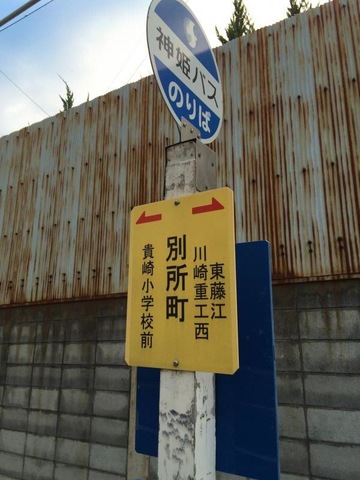 神姫バス
のりば
東藤江
川崎重工西
別所町
貴崎小学校前